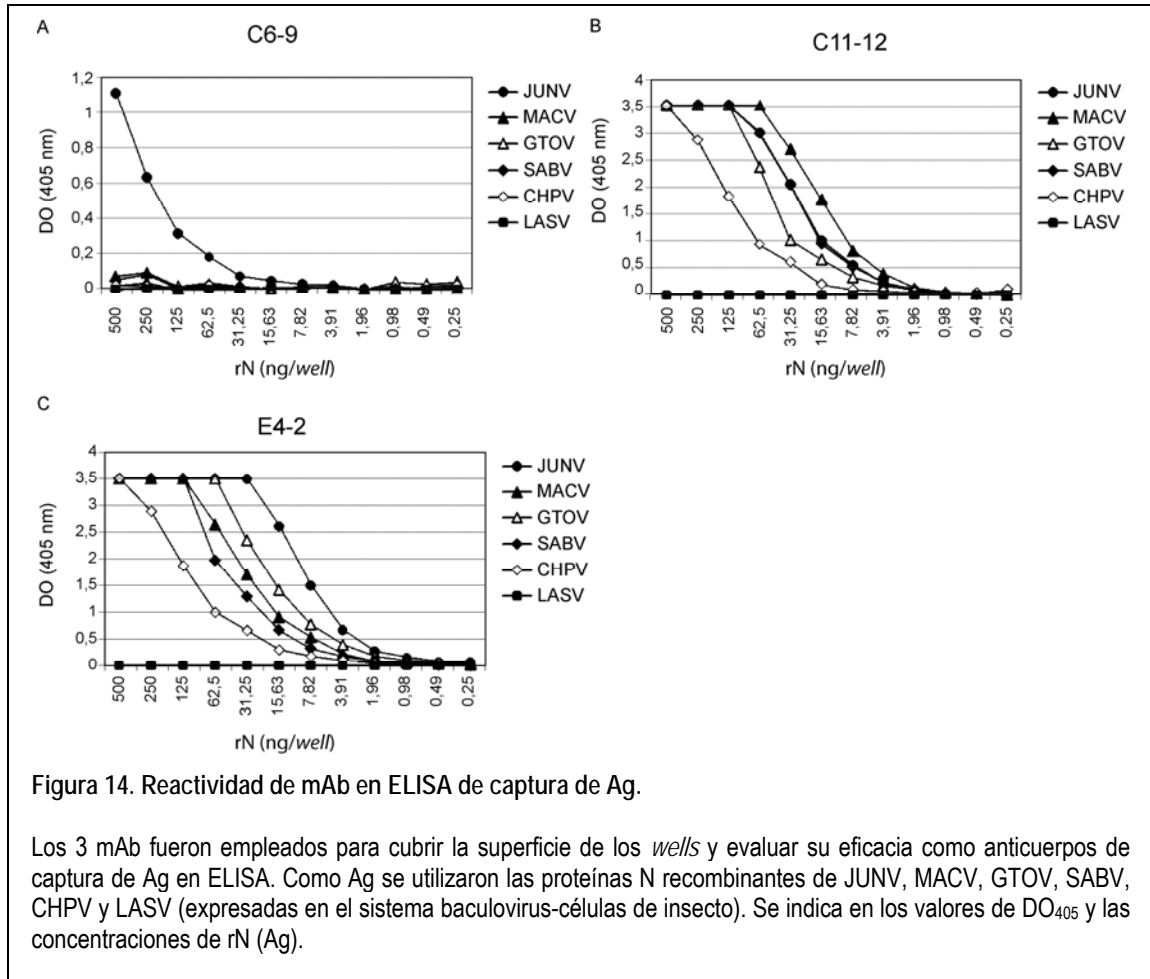 A
C6-9
DO (405 nm)
1,2
1
0,8
0,6
0,4
0,2
0
500
250
125
62,5
31,25
15,63
7,82
3,91
1,96
0,98
0,49
0,25
rN (ng/well)
JUNV
MACV
GTOV
SABV
CHPV
LASV
B
C11-12
DO (405 nm)
4
3,5
3
2,5
2
1,5
1
0,5
0
500
250
125
62,5
31,25
15,63
7,82
3,91
1,96
0,98
0,49
0,25
rN (ng/well)
JUNV
MACV
GTOV
SABV
CHPV
LASV
C
E4-2
DO (405 nm)
4
3,5
3
2,5
2
1,5
1
0,5
0
500
250
125
62,5
31,25
15,63
7,82
3,91
1,96
0,98
0,49
0,25
rN (ng/well)
JUNV
MACV
GTOV
SABV
CHPV
LASV
Figura 14. Reactividad de mAb en ELISA de captura de Ag.
Los 3 mAb fueron empleados para cubrir la superficie de los wells y evaluar su eficacia como anticuerpos de
captura de Ag en ELISA. Como Ag se utilizaron las proteínas N recombinantes de JUNV, MACV, GTOV, SABV,
CHPV y LASV (expresadas en el sistema baculovirus-células de insecto). Se indica en los valores de DO405 y las
concentraciones de rN (Ag).